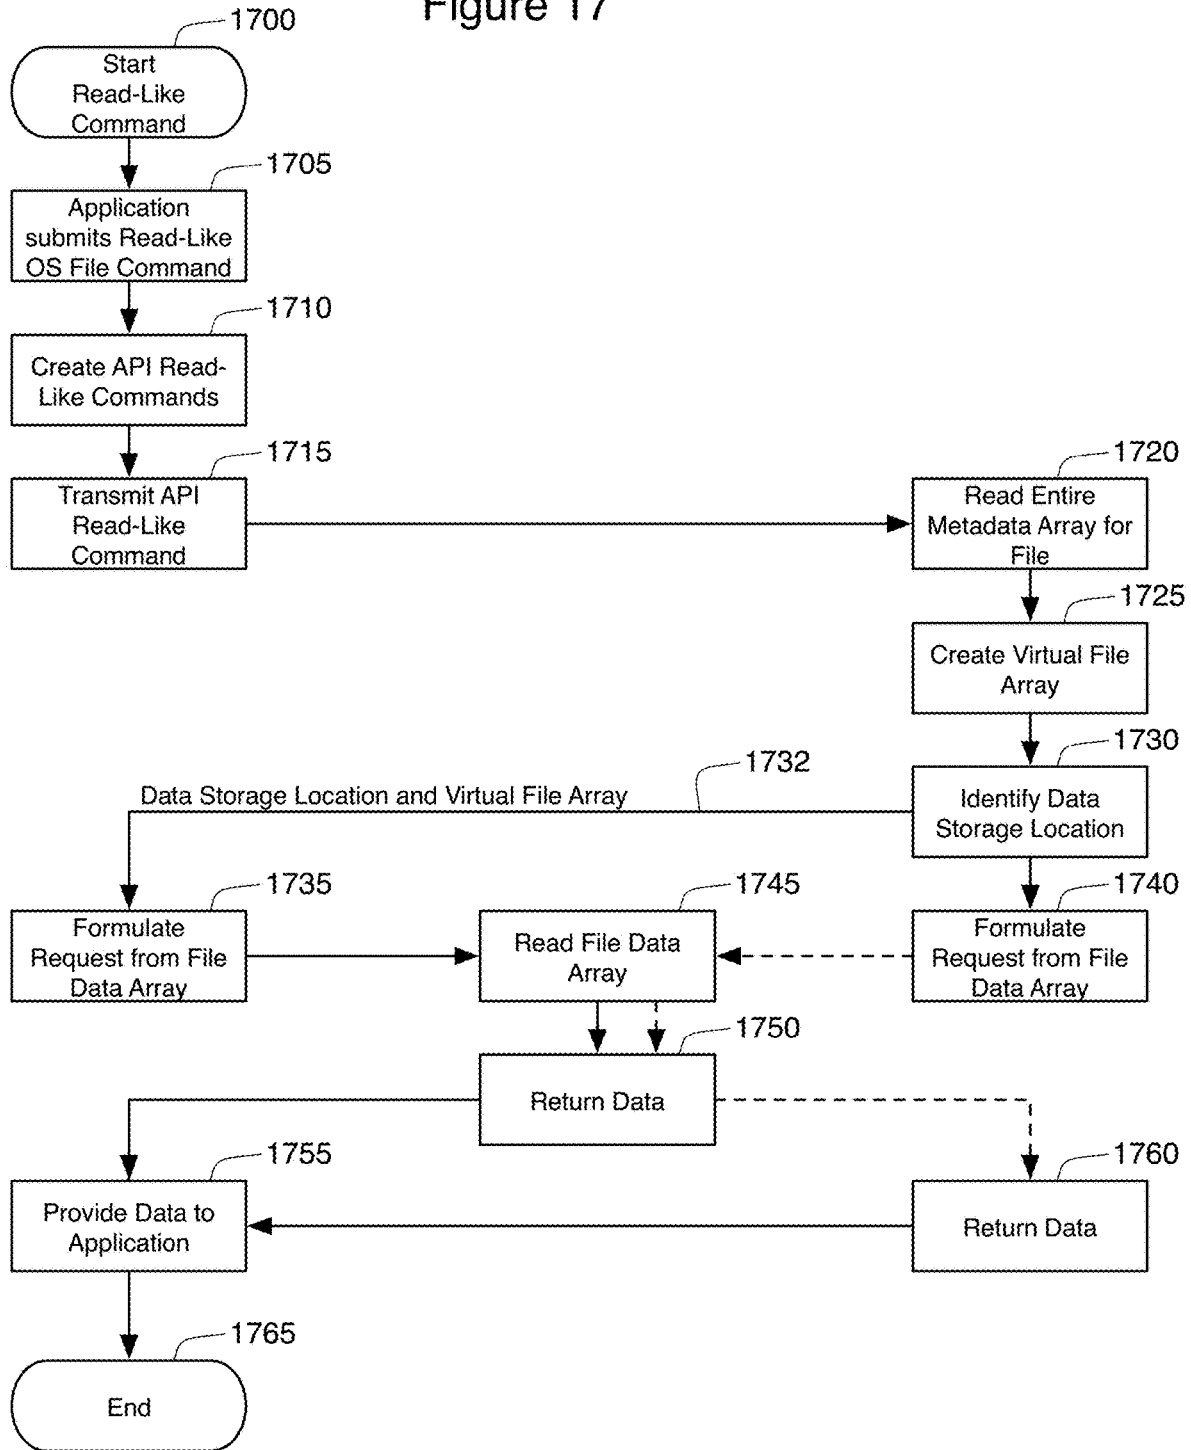 Figure 17
1700
Start
Read-Like
Command
1705
Application
submits Read-Like
OS File Command
1710
Create API Read-
Like Commands
1715
Transmit API
Read-Like
Command
1720
Read Entire
Metadata Array for
File
1725
Create Virtual File
Array
1730
Identify Data
Storage Location
1732
Data Storage Location and Virtual File Array
1735
Formulate
Request from File
Data Array
1745
Read File Data
Array
1740
Formulate
Request from File
Data Array
1750
Return Data
1755
Provide Data to
Application
1760
Return Data
1765
End